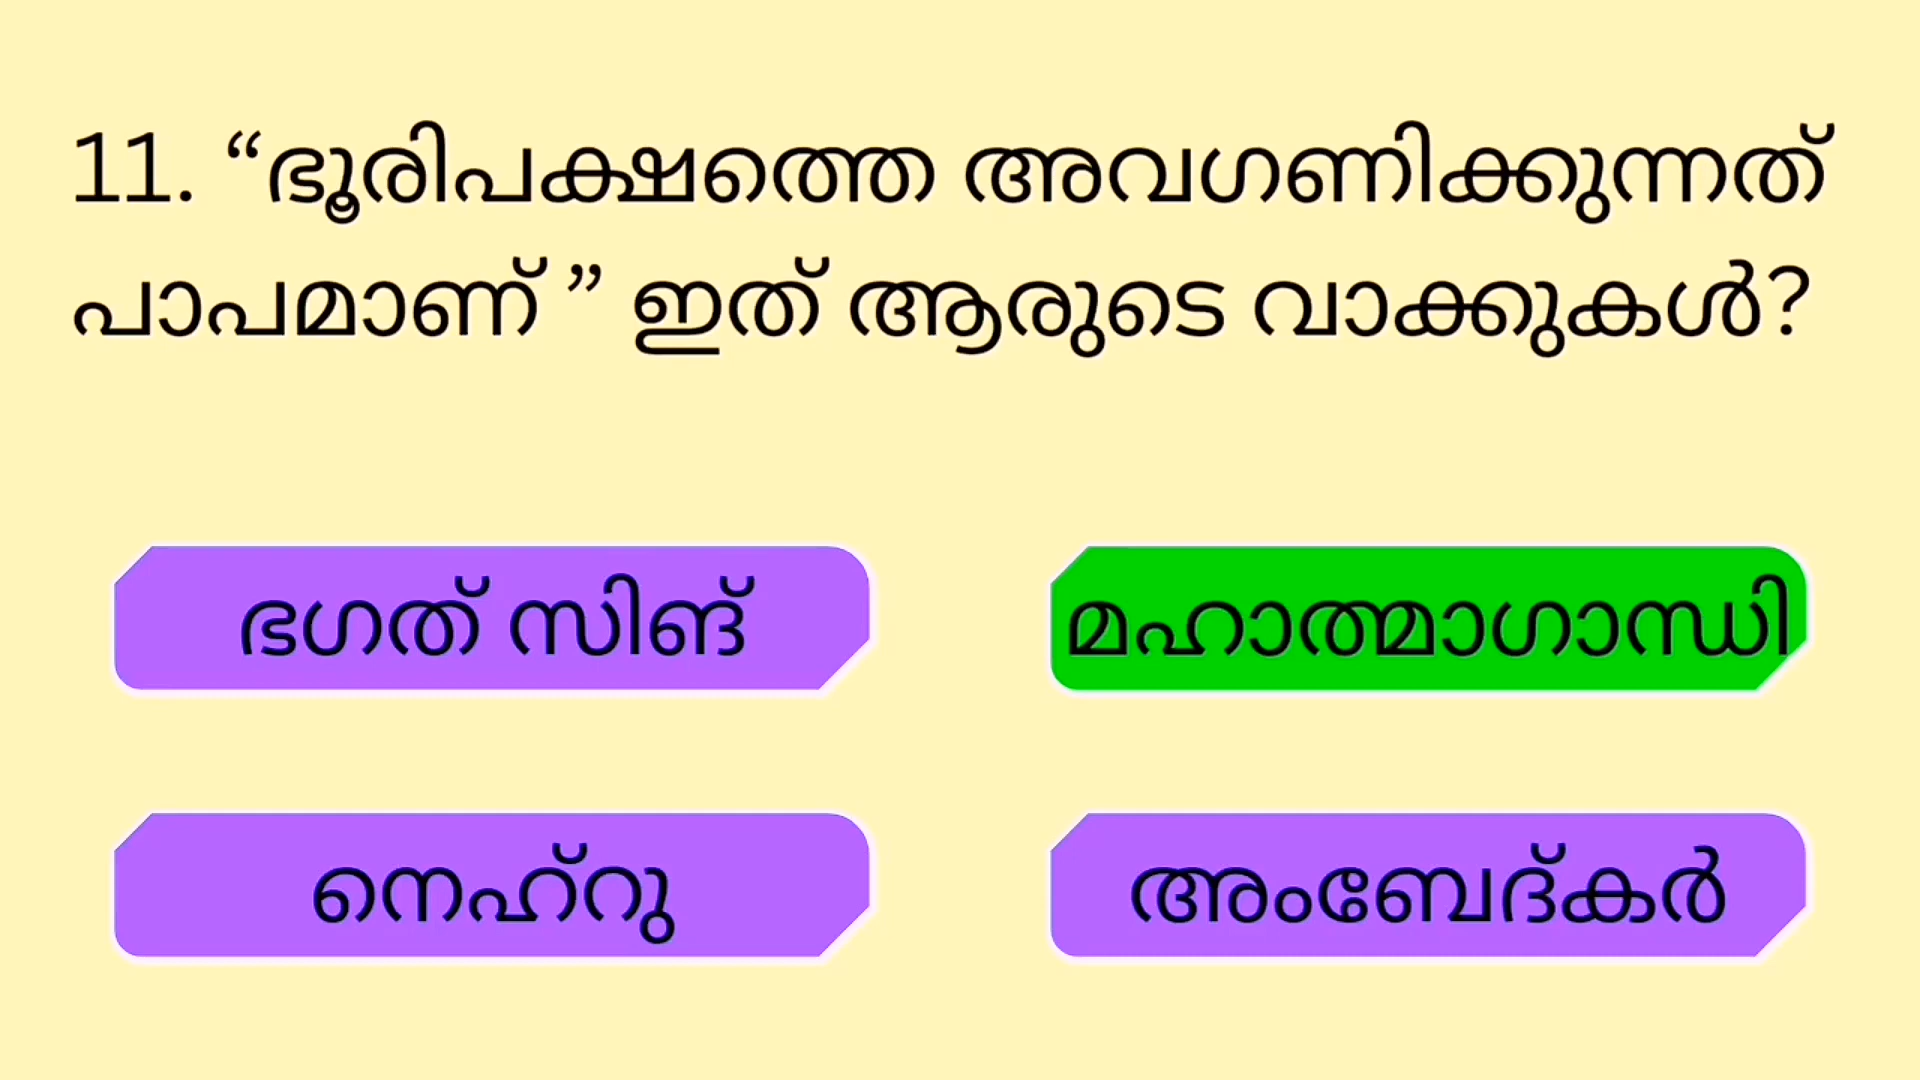 11. “ഭൂരിപക്ഷത്തെ അവഗണിക്കുന്നത്
പാപമാണ് ” ഇത് ആരുടെ വാക്കുകൾ?
ഭഗത് സിങ്
മഹാത്മാഗാന്ധി
നെഹ്റു
അംബേദ്കർ